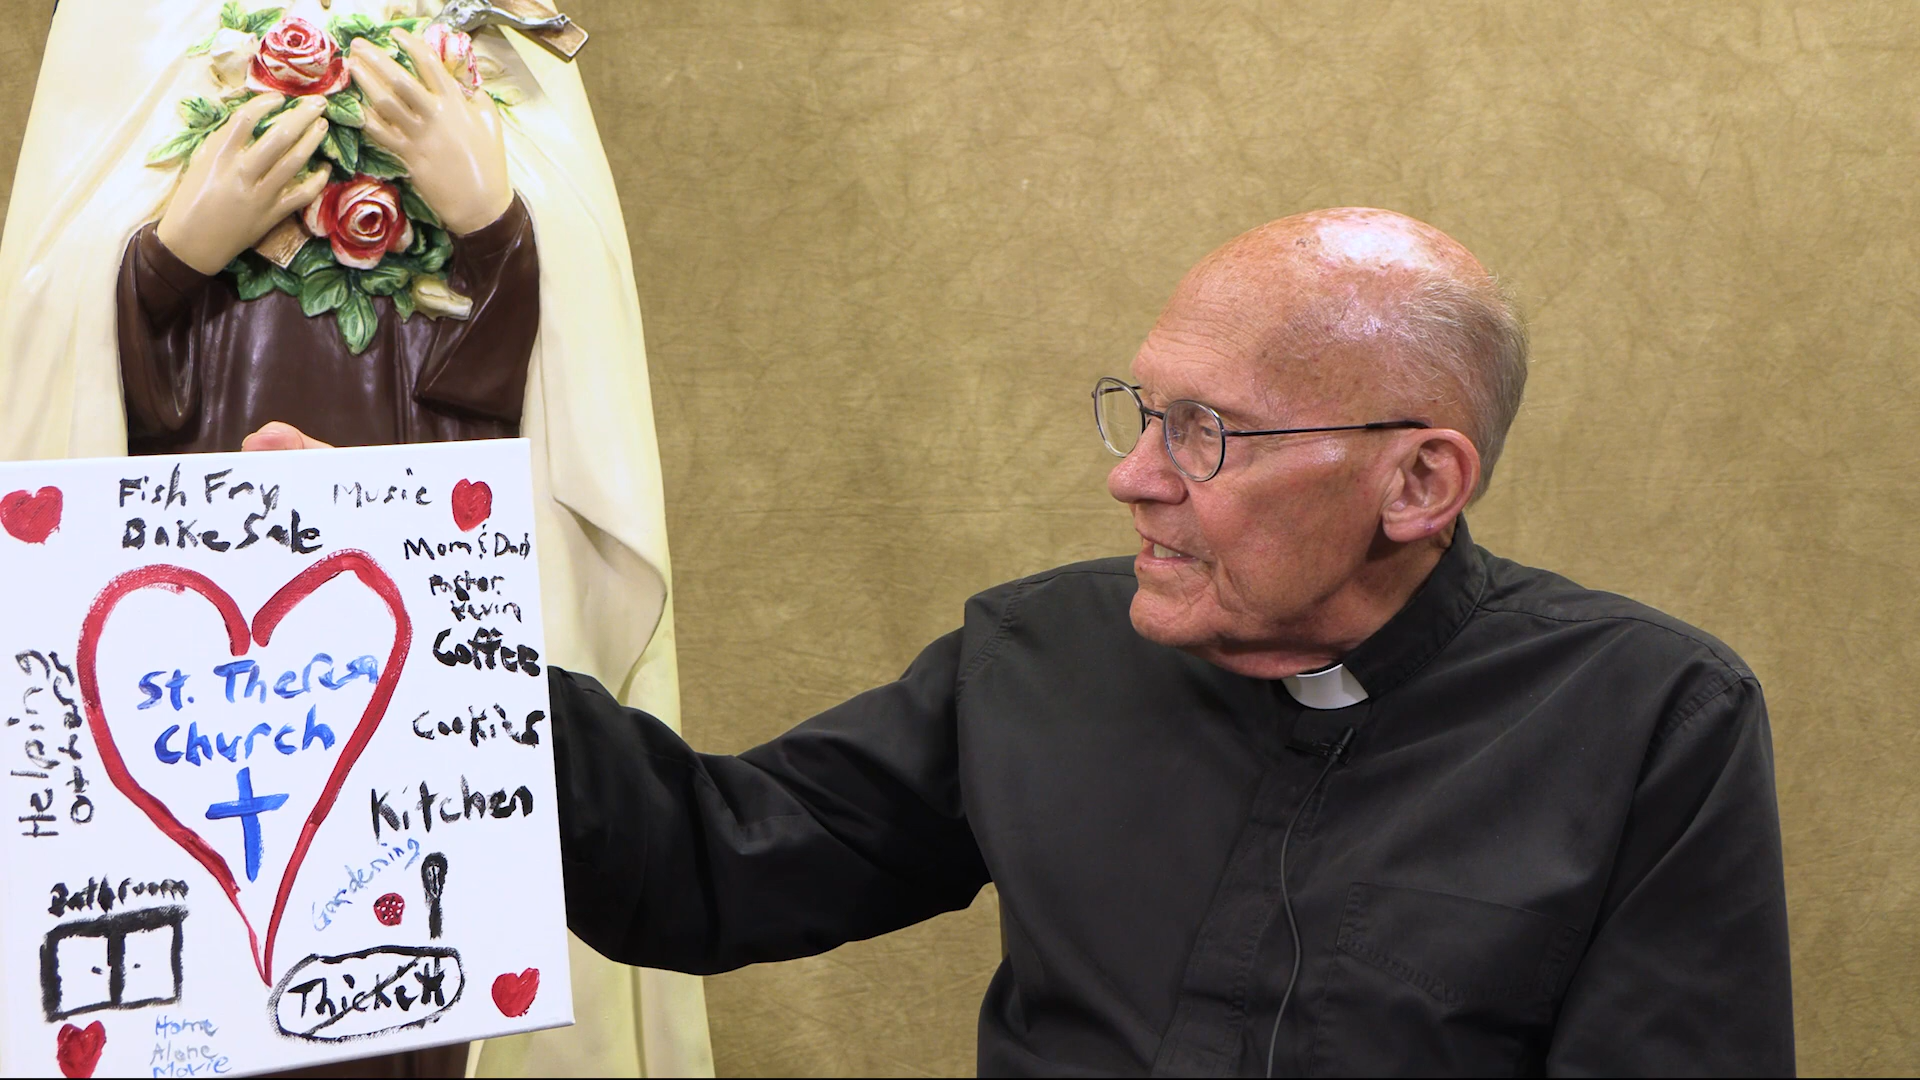 Fish Fry
Bake Sale
Music
Mom & Dad
Pastor
Kevin
Coffee
Cookies
Kitchen
Gardening
St. Theresa
Church
Helping
others
Bathroom
Home
Alone
Movie